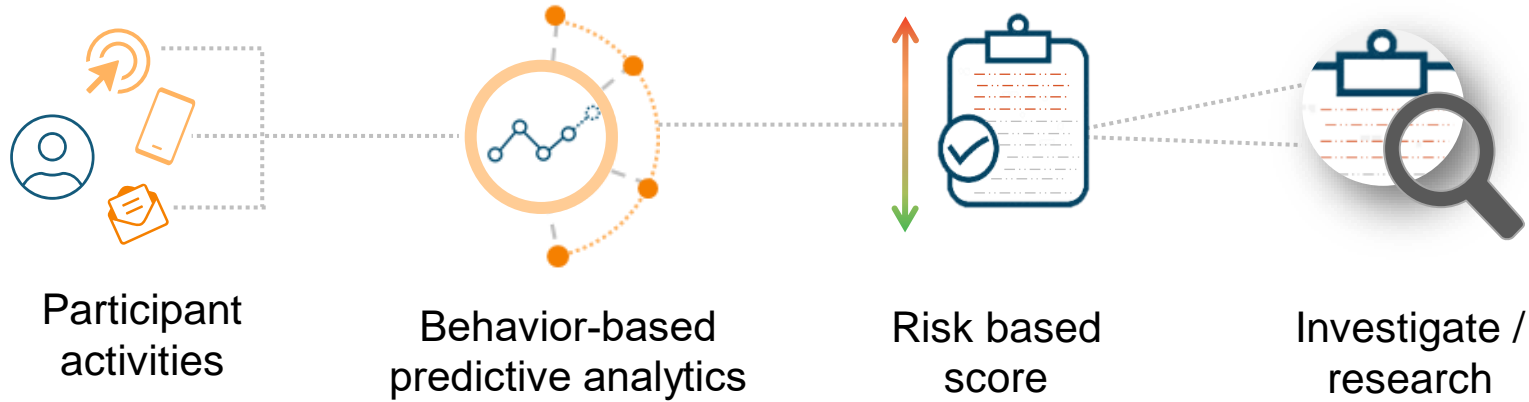 Participant
activities
Behavior-based
predictive analytics
Risk based
score
Investigate /
research